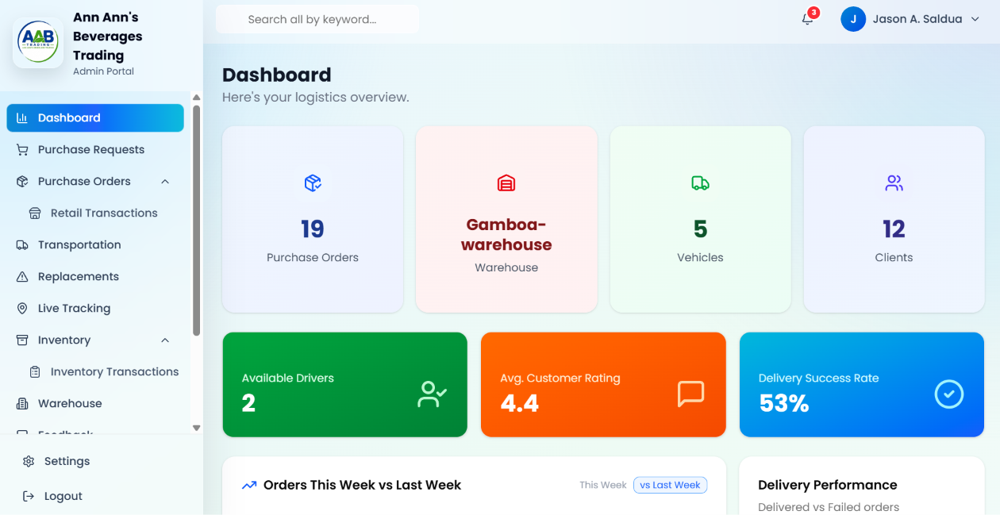 Ann Ann's
Beverages
Trading
Admin Portal
AAB
TRADING
Search all by keyword...
3
J
Jason A. Saldua
Dashboard
Purchase Requests
Purchase Orders
Retail Transactions
Transportation
Replacements
Live Tracking
Inventory
Inventory Transactions
Warehouse
Feedback
Settings
Logout
Dashboard
Here's your logistics overview.
19
Purchase Orders
Gamboa-
warehouse
Warehouse
5
Vehicles
12
Clients
Available Drivers
2
Avg. Customer Rating
4.4
Delivery Success Rate
53%
Orders This Week vs Last Week
This Week
vs Last Week
Delivery Performance
Delivered vs Failed orders